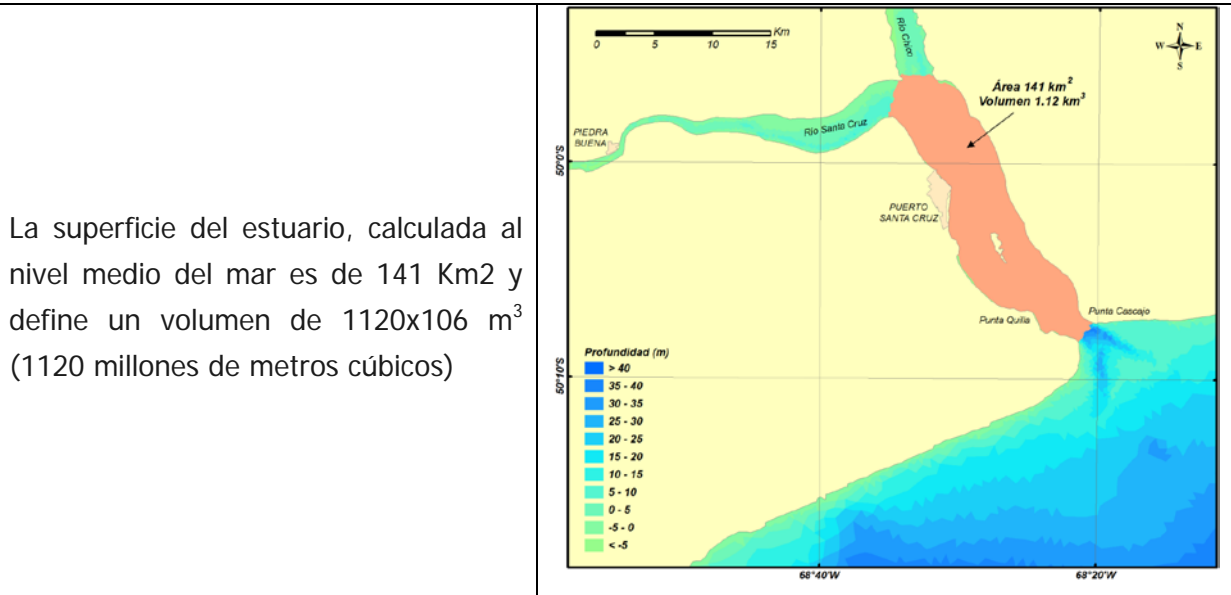 La superficie del estuario, calculada al
nivel medio del mar es de 141 Km2 y
define un volumen de 1120x106 m³
(1120 millones de metros cúbicos)
Km
0 5 10 15
N
W E
S
Río Chico
Área 141 km²
Volumen 1.12 km³
Río Santa Cruz
PIEDRA
BUENA
50°0'S
PUERTO
SANTA CRUZ
Punta Quilla
Punta Cascajo
50°10'S
Profundidad (m)
> 40
35 - 40
30 - 35
25 - 30
20 - 25
15 - 20
10 - 15
5 - 10
0 - 5
-5 - 0
< -5
68°40'W
68°20'W